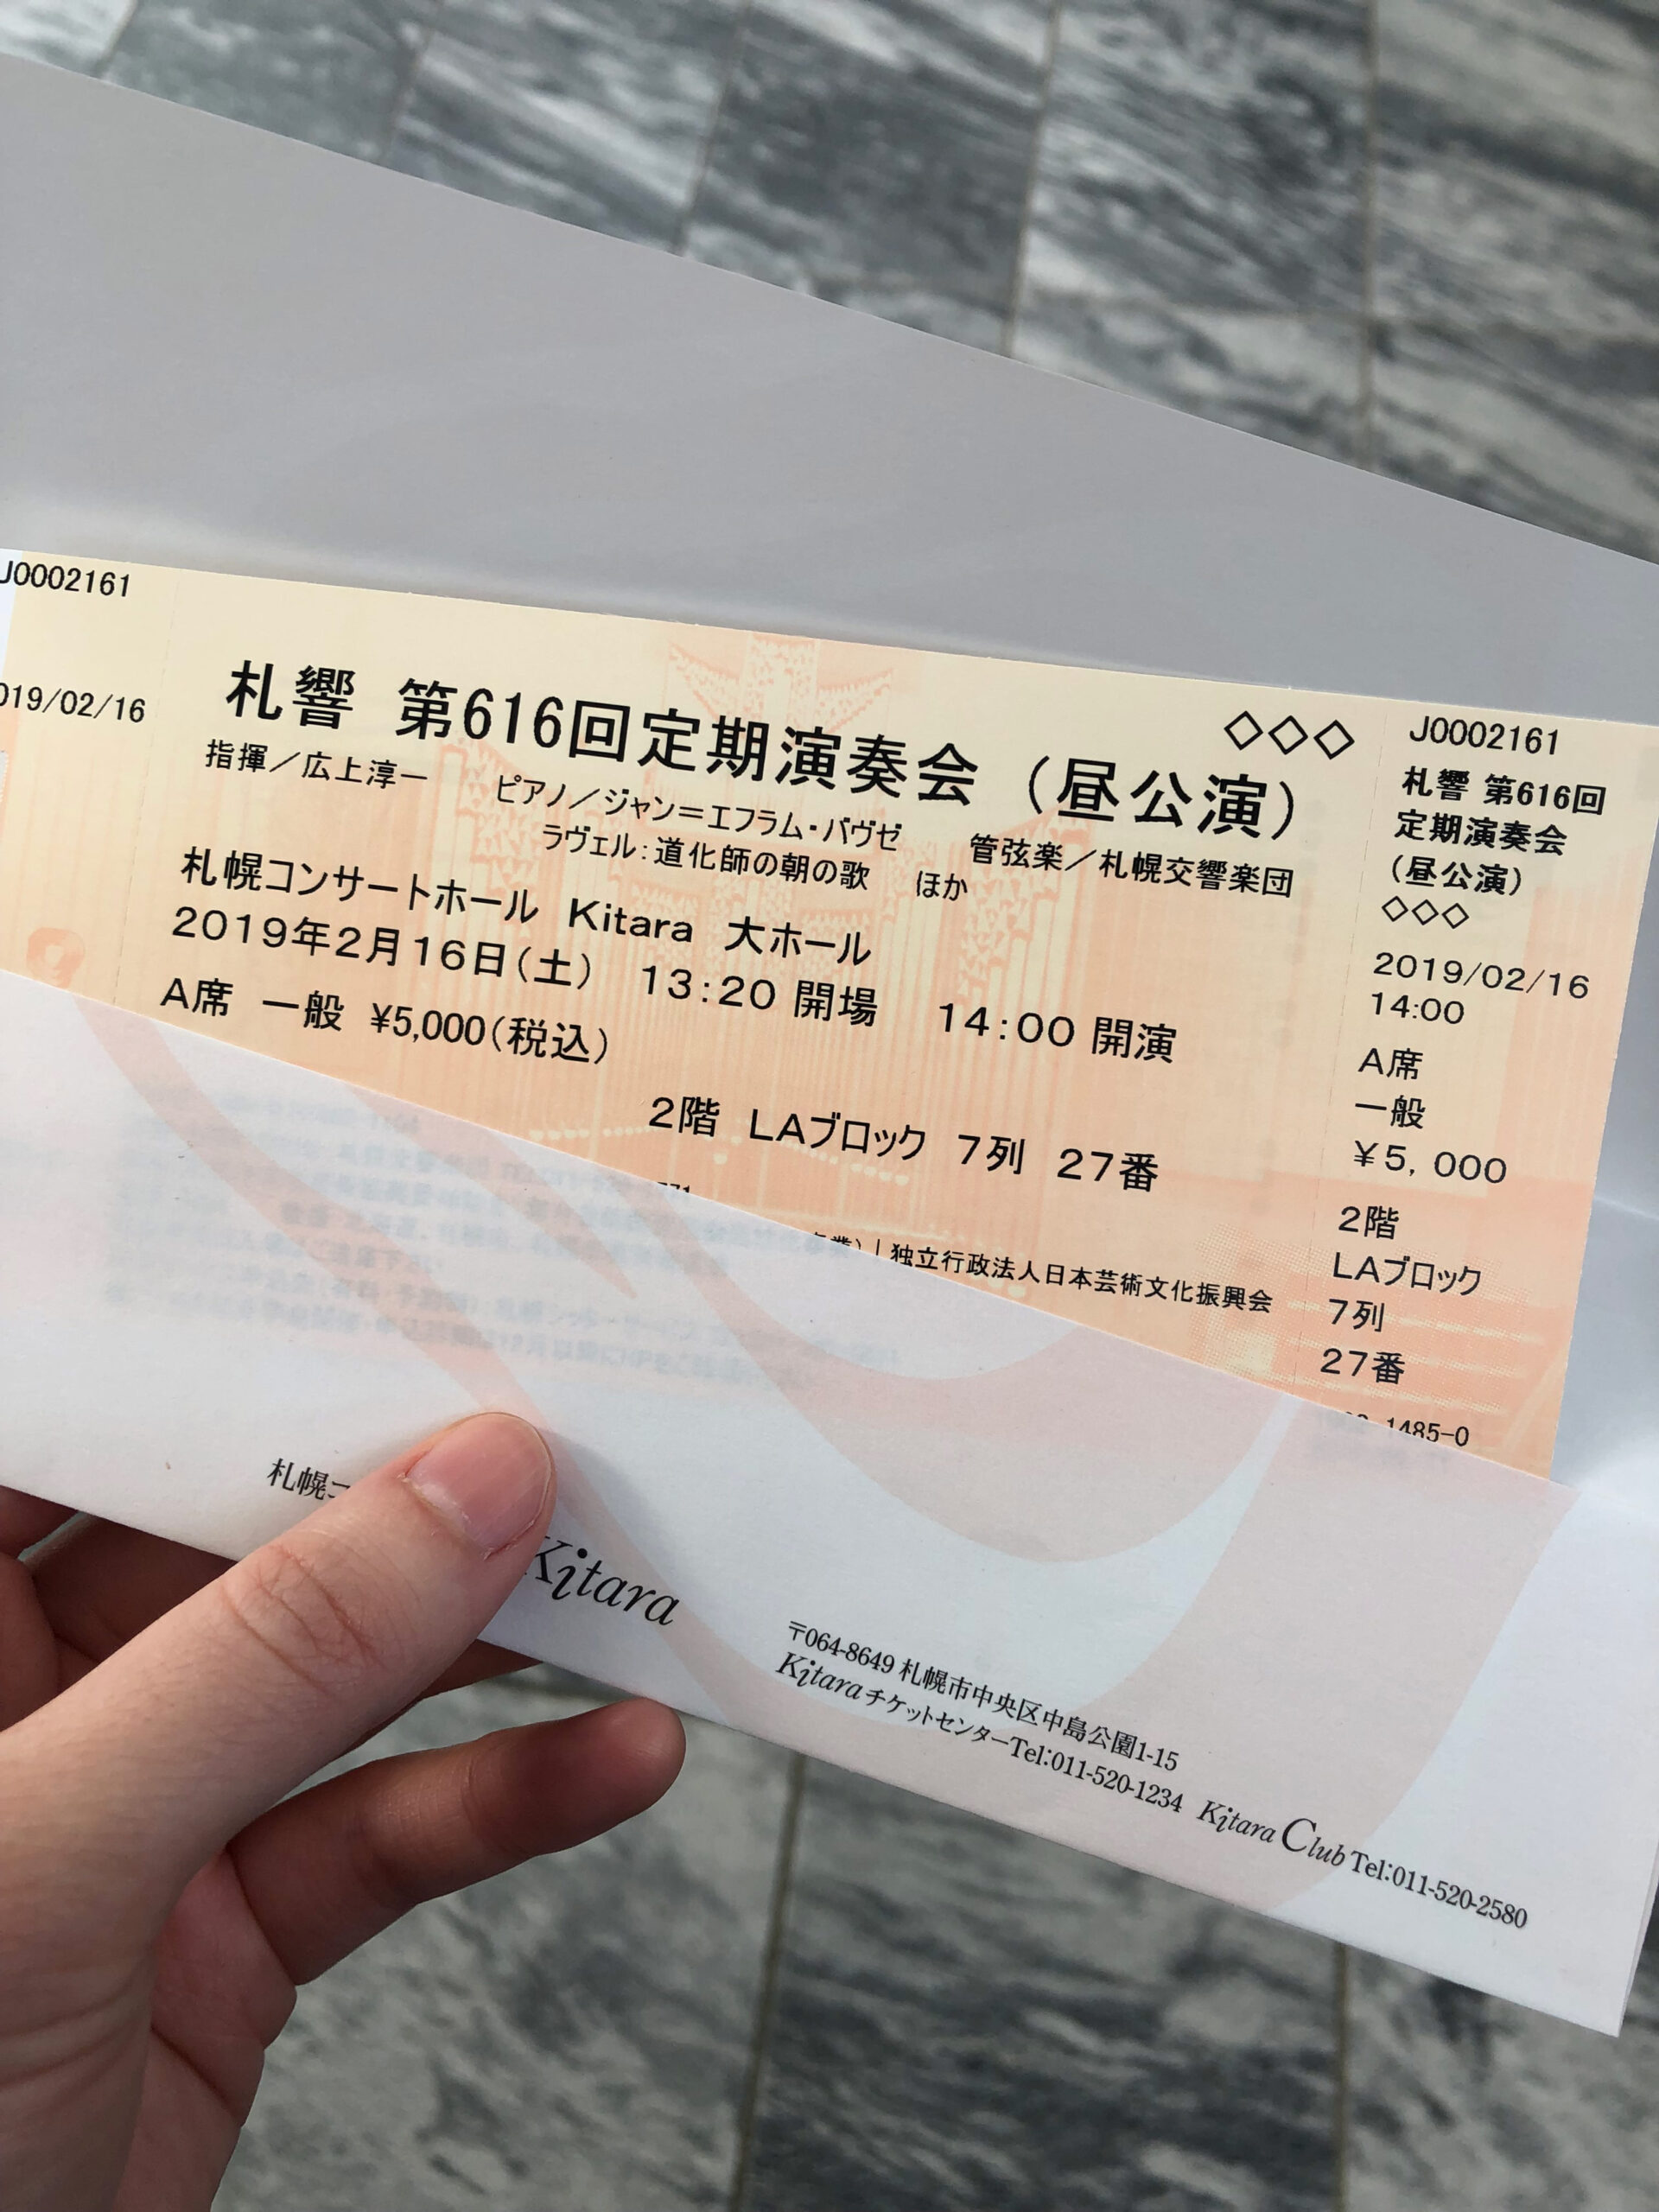 J0002161
019/02/16
札響 第616回定期演奏会（昼公演） ◇◇◇
指揮／広上淳一 ピアノ／ジャン＝エフラム・バヴゼ 管弦楽／札幌交響楽団
ラヴェル：道化師の朝の歌 ほか
札幌コンサートホール Kitara 大ホール
2019年2月16日（土） 13:20 開場 14:00 開演
A席 一般 ¥5,000（税込）
2階 LAブロック 7列 27番
独立行政法人日本芸術文化振興会
J0002161
札響 第616回
定期演奏会
（昼公演）
◇◇◇
2019/02/16
14:00
A席
一般
￥5, 000
2階
LAブロック
7列
27番
1485-0
札幌コ
Kitara
〒064-8649 札幌市中央区中島公園1-15
KitaraチケットセンターTel:011-520-1234 Kitara Club Tel:011-520-2580